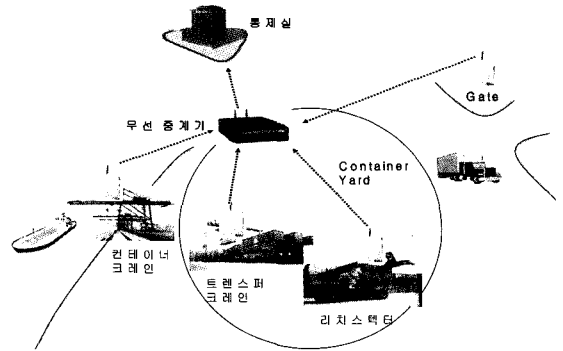 통제실
Gate
무선 중계기
Container
Yard
컨테이너
크레인
트렌스퍼
크레인
리치스텍터